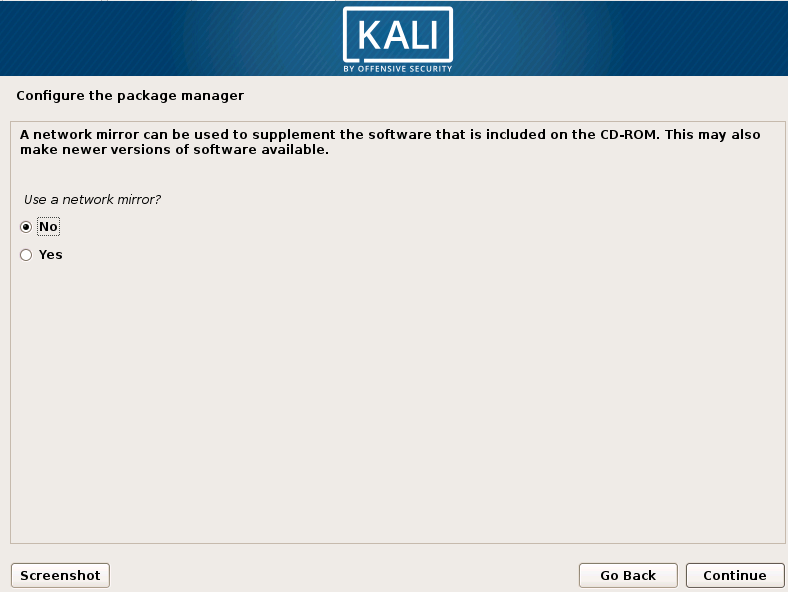 KALI
BY OFFENSIVE SECURITY
Configure the package manager
A network mirror can be used to supplement the software that is included on the CD-ROM. This may also
make newer versions of software available.
Use a network mirror?
No
Yes
Screenshot
Go Back
Continue